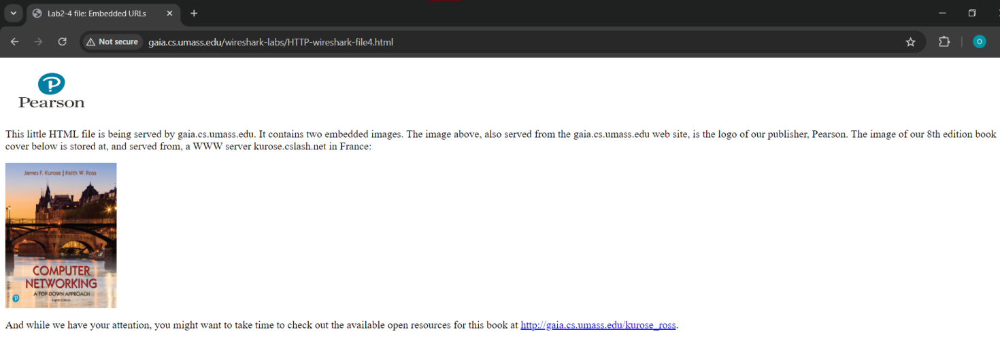 Lab2-4 file: Embedded URLs
Not secure
gaia.cs.umass.edu/wireshark-labs/HTTP-wireshark-file4.html
O
P
Pearson
This little HTML file is being served by gaia.cs.umass.edu. It contains two embedded images. The image above, also served from the gaia.cs.umass.edu web site, is the logo of our publisher, Pearson. The image of our 8th edition book
cover below is stored at, and served from, a WWW server kurose.cslash.net in France:
James F. Kurose | Keith W. Ross
COMPUTER
NETWORKING
A TOP-DOWN APPROACH
Eighth Edition
P
And while we have your attention, you might want to take time to check out the available open resources for this book at http://gaia.cs.umass.edu/kurose_ross.